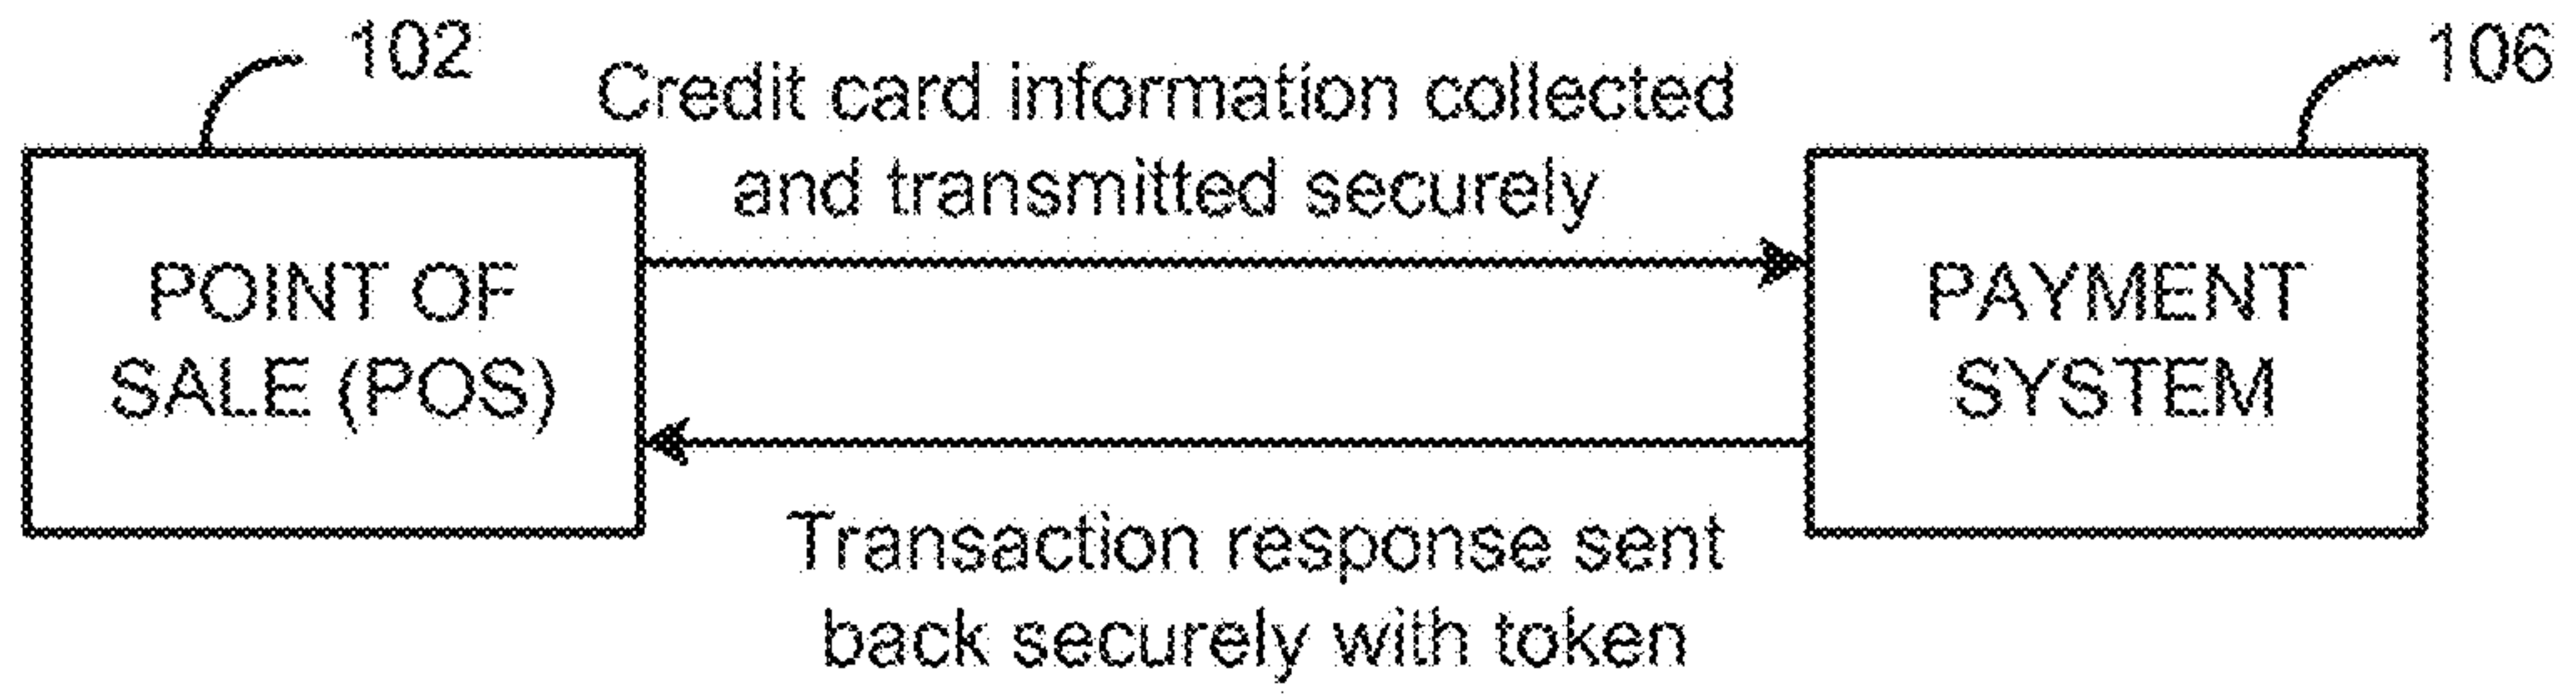 102
106
Credit card information collected
and transmitted securely
POINT OF
SALE (POS)
PAYMENT
SYSTEM
Transaction response sent
back securely with token